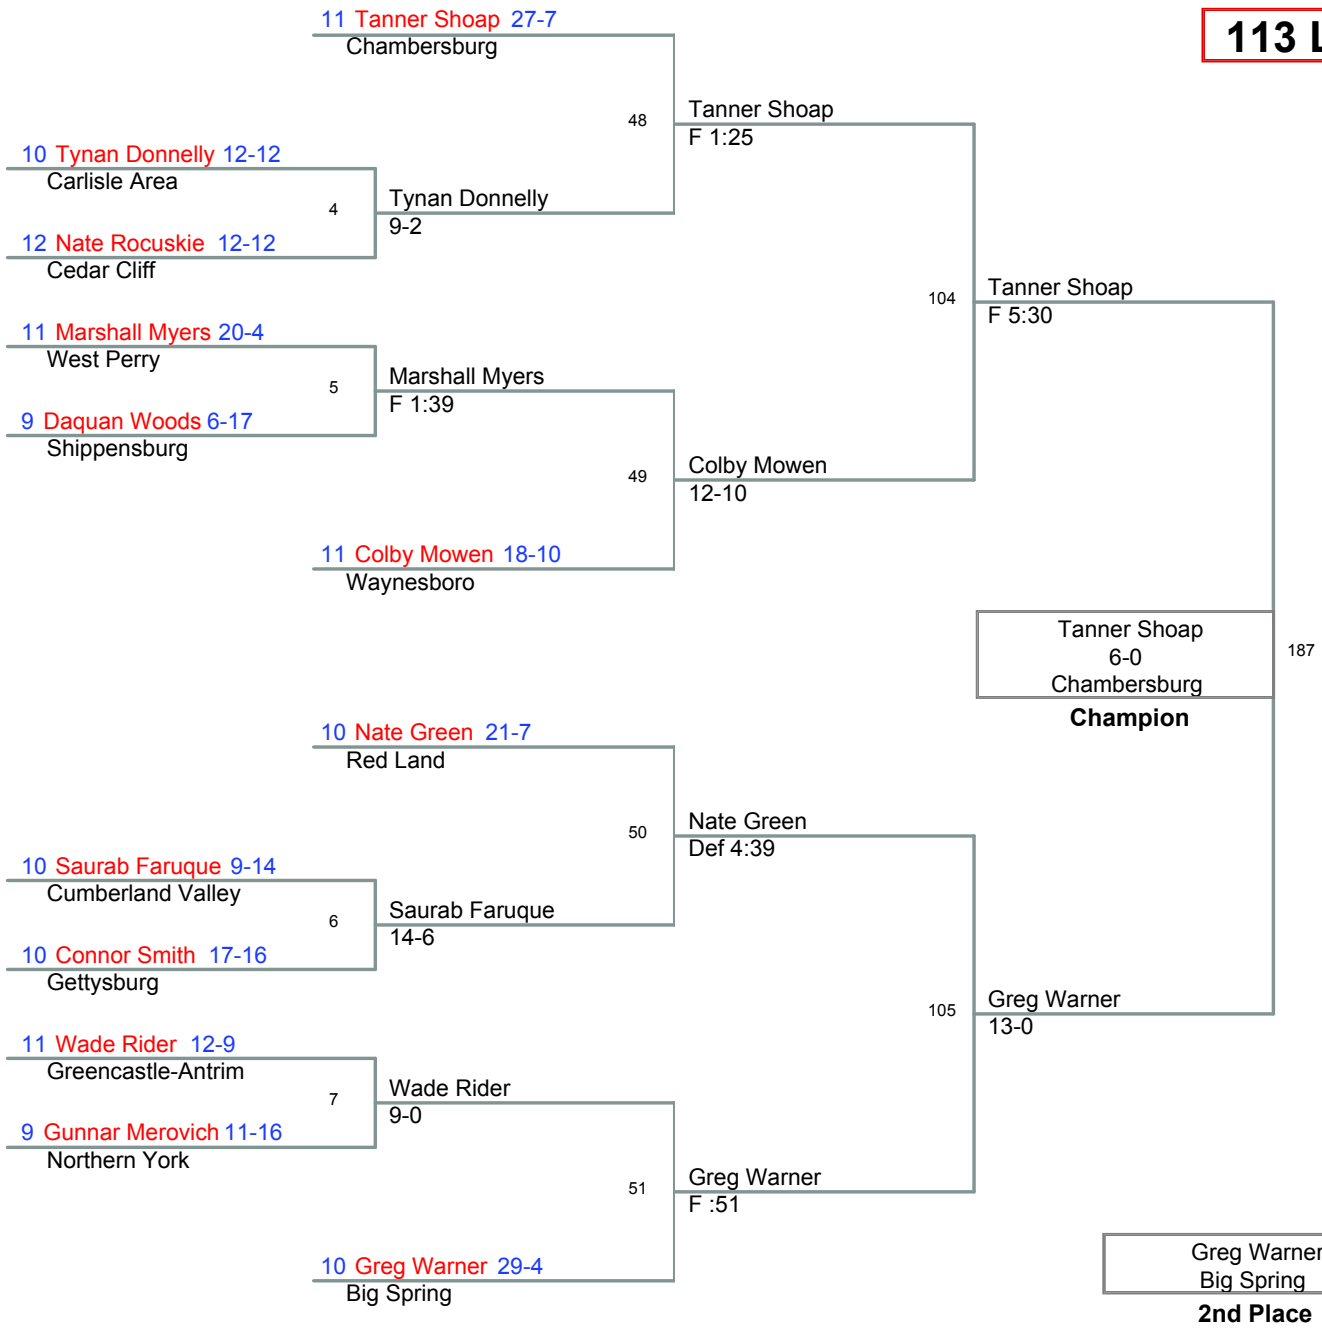 11 Tanner Shoap 27-7
Chambersburg
113 L
48
Tanner Shoap
F 1:25
10 Tynan Donnelly 12-12
Carlisle Area
4
Tynan Donnelly
9-2
12 Nate Rocuskie 12-12
Cedar Cliff
104
Tanner Shoap
F 5:30
11 Marshall Myers 20-4
West Perry
5
Marshall Myers
F 1:39
9 Daquan Woods 6-17
Shippensburg
49
Colby Mowen
12-10
11 Colby Mowen 18-10
Waynesboro
Tanner Shoap
6-0
Chambersburg
187
Champion
10 Nate Green 21-7
Red Land
50
Nate Green
Def 4:39
10 Saurab Faruque 9-14
Cumberland Valley
6
Saurab Faruque
14-6
10 Connor Smith 17-16
Gettysburg
105
Greg Warner
13-0
11 Wade Rider 12-9
Greencastle-Antrim
7
Wade Rider
9-0
9 Gunnar Merovich 11-16
Northern York
51
Greg Warner
F :51
10 Greg Warner 29-4
Big Spring
Greg Warner
Big Spring
2nd Place